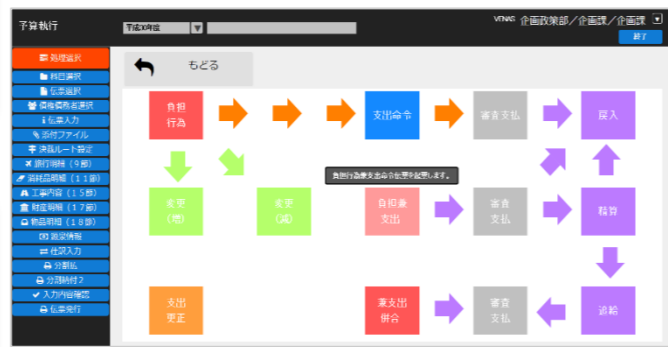 予算執行
平成30年度
VENAS 企画政策部/企画課/企画課
終了
処理選択
科目選択
伝票選択
債権債務者選択
伝票入力
添付ファイル
決裁ルート設定
銀行明細(9節)
消耗品明細(11節)
工事内容(15節)
財産明細(17節)
備品明細(18節)
資金情報
仕訳入力
分割払
分割納付2
入力内容確認
伝票発行
もどる
負担
行為
支出命令
審査支払
戻入
負担行為兼支出命令伝票を起票します。
変更
(増)
変更
(減)
負担兼
支出
審査
支払
精算
支出
更正
兼支出
併合
審査
支払
追給